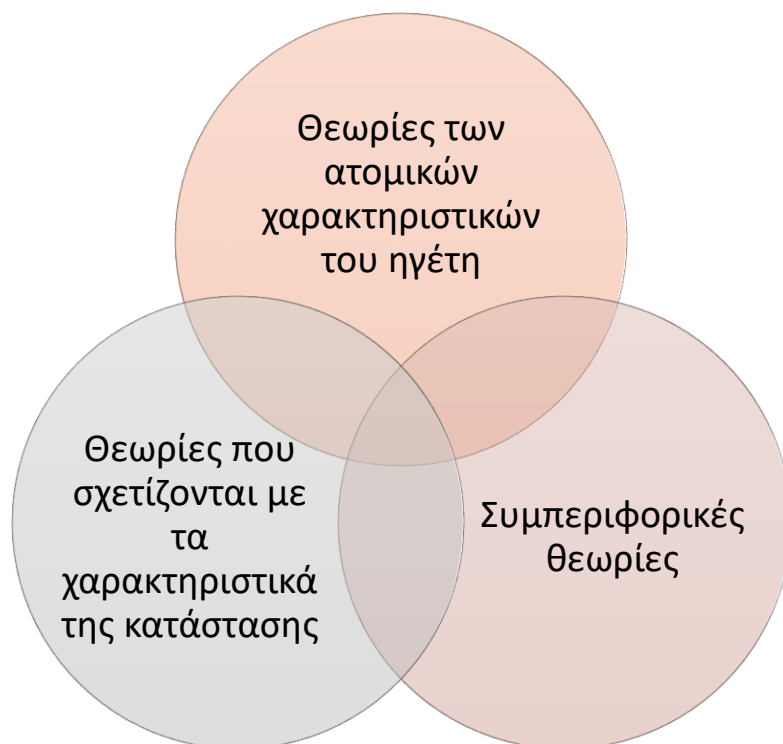 Θεωρίες των
ατομικών
χαρακτηριστικών
του ηγέτη
Θεωρίες που
σχετίζονται με
τα
χαρακτηριστικά
της κατάστασης
Συμπεριφορικές
θεωρίες